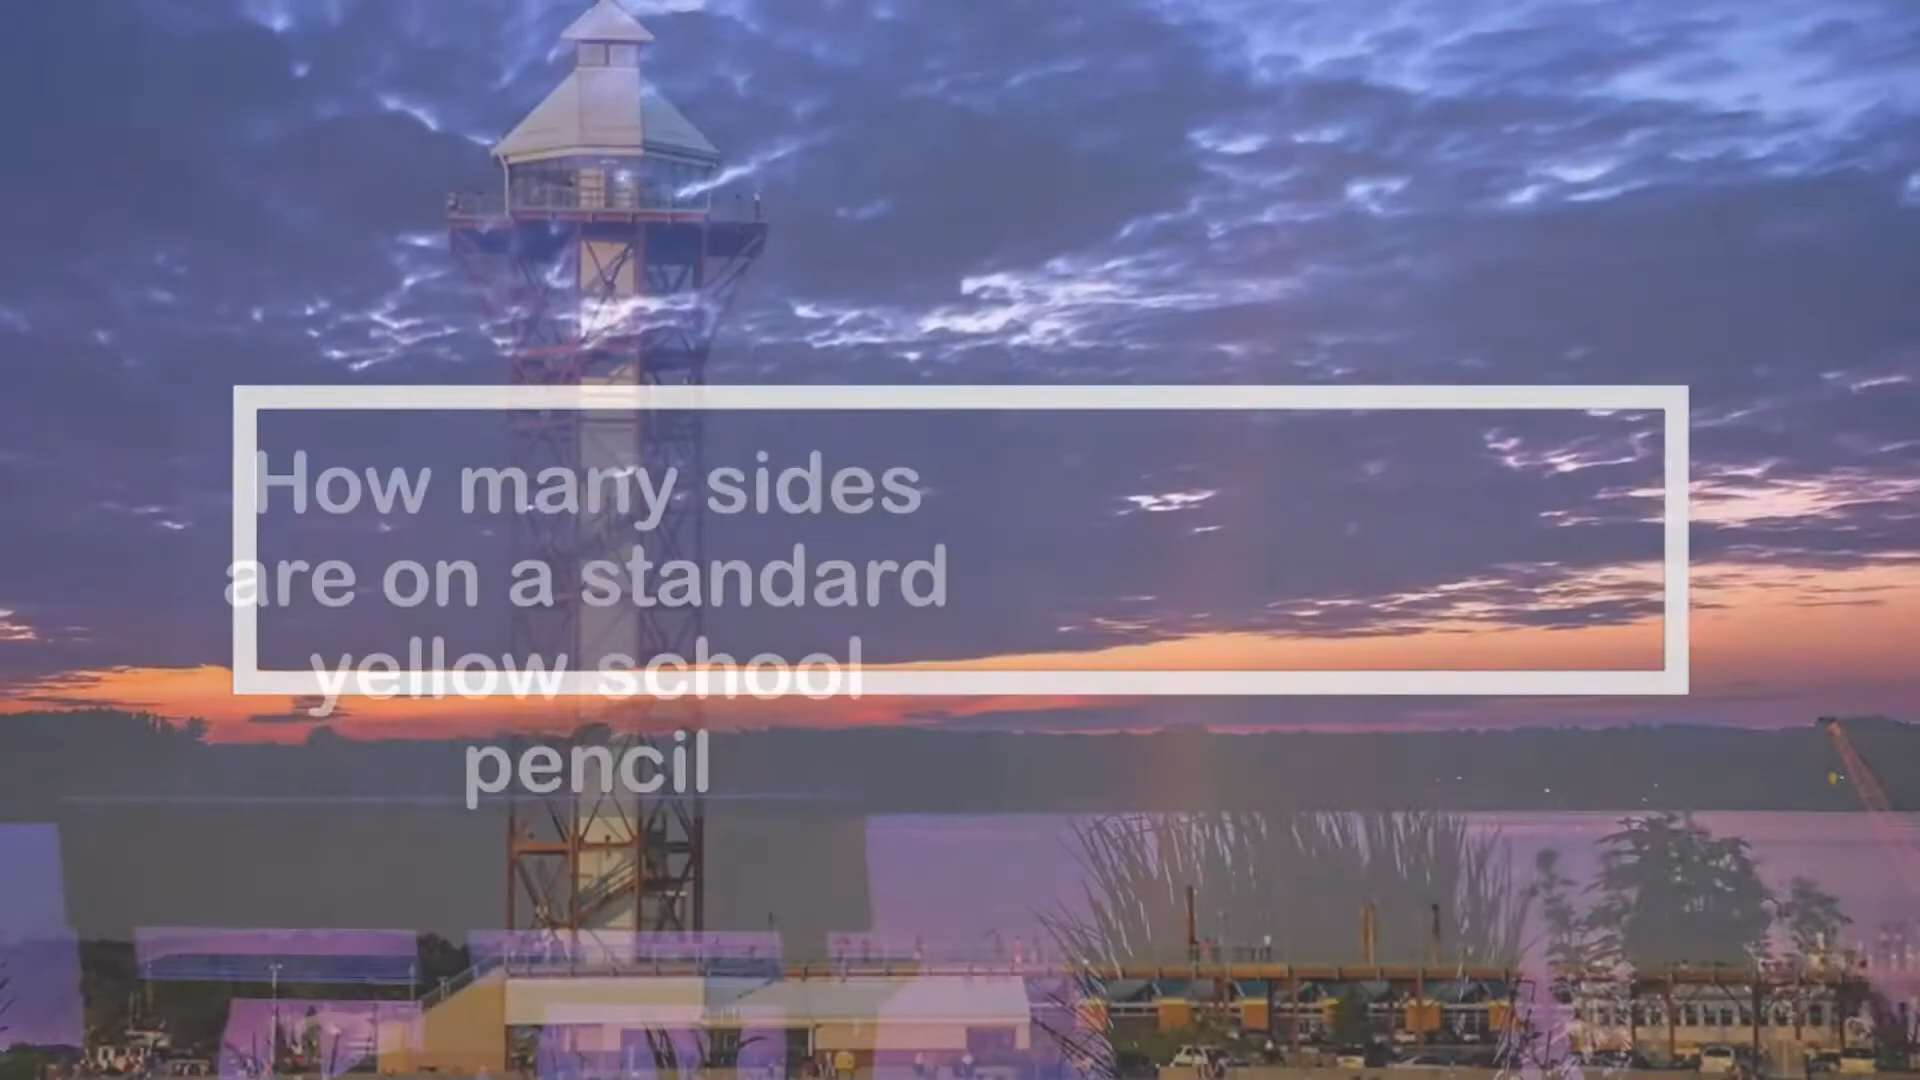 How many sides
are on a standard
yellow school
pencil